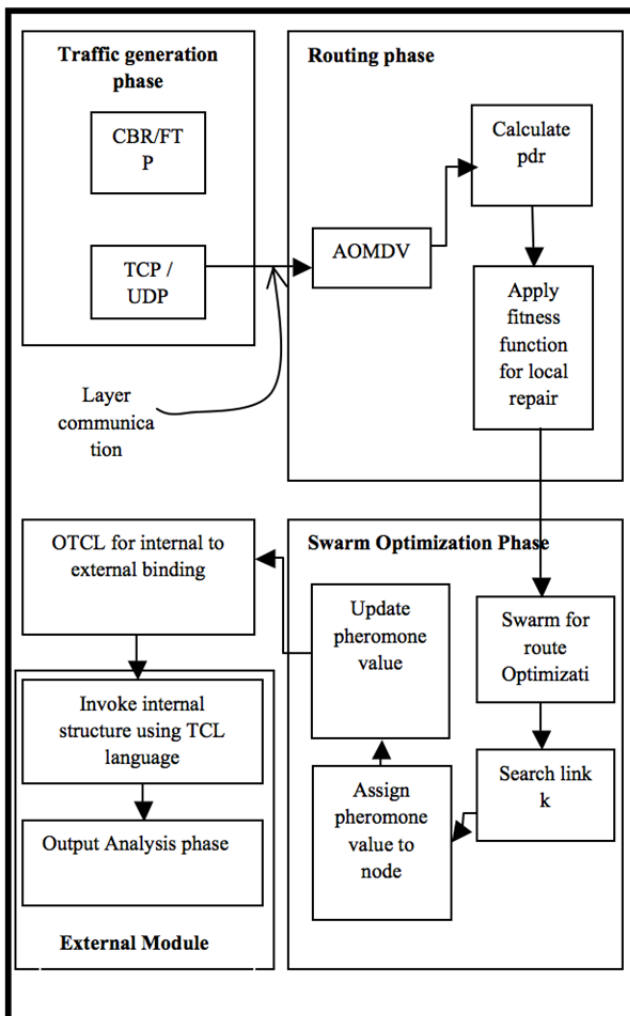 Traffic generation
phase
CBR/FT
P
TCP /
UDP
Layer
communica
tion
Routing phase
Calculate
pdr
AOMDV
Apply
fitness
function
for local
repair
OTCL for internal to
external binding
Invoke internal
structure using TCL
language
Output Analysis phase
External Module
Swarm Optimization Phase
Update
pheromone
value
Swarm for
route
Optimizati
Assign
pheromone
value to
node
Search link
k